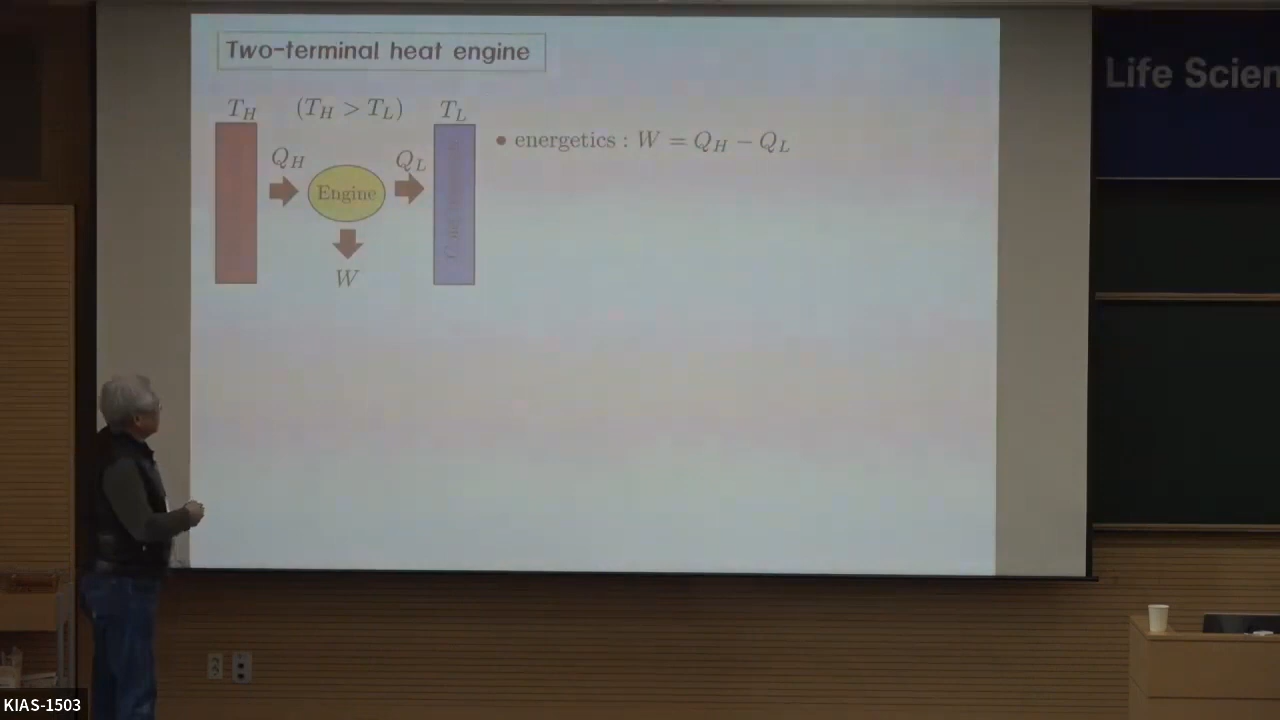 Two-terminal heat engine
T_H (T_H > T_L) T_L
• energetics : W = Q_H − Q_L
Q_H Q_L
Engine
W
Life Scien
KIAS-1503